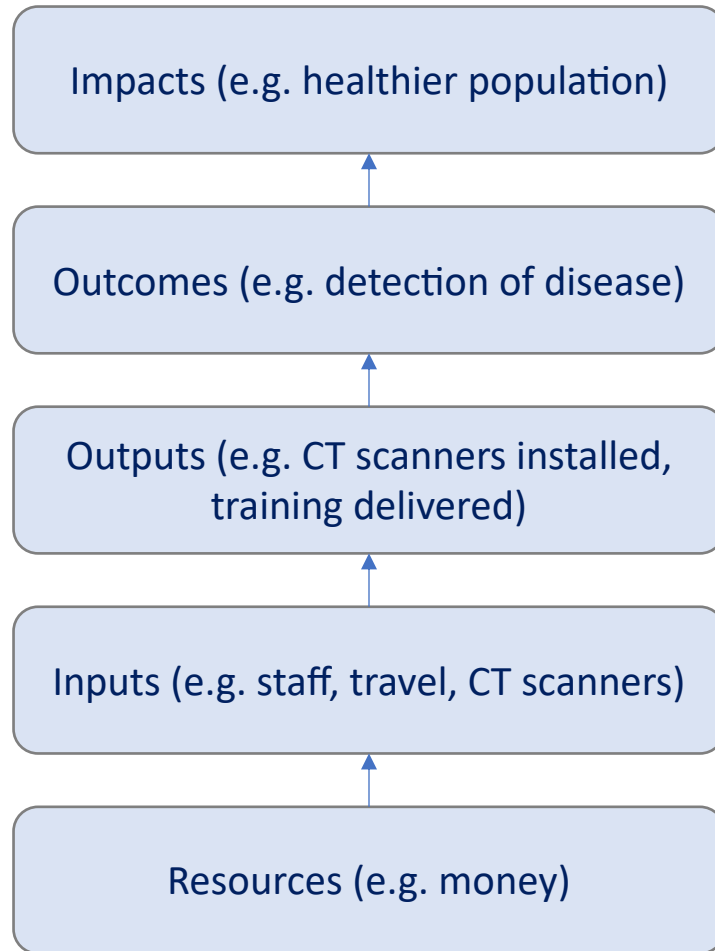 Impacts (e.g. healthier population)
Outcomes (e.g. detection of disease)
Outputs (e.g. CT scanners installed,
training delivered)
Inputs (e.g. staff, travel, CT scanners)
Resources (e.g. money)